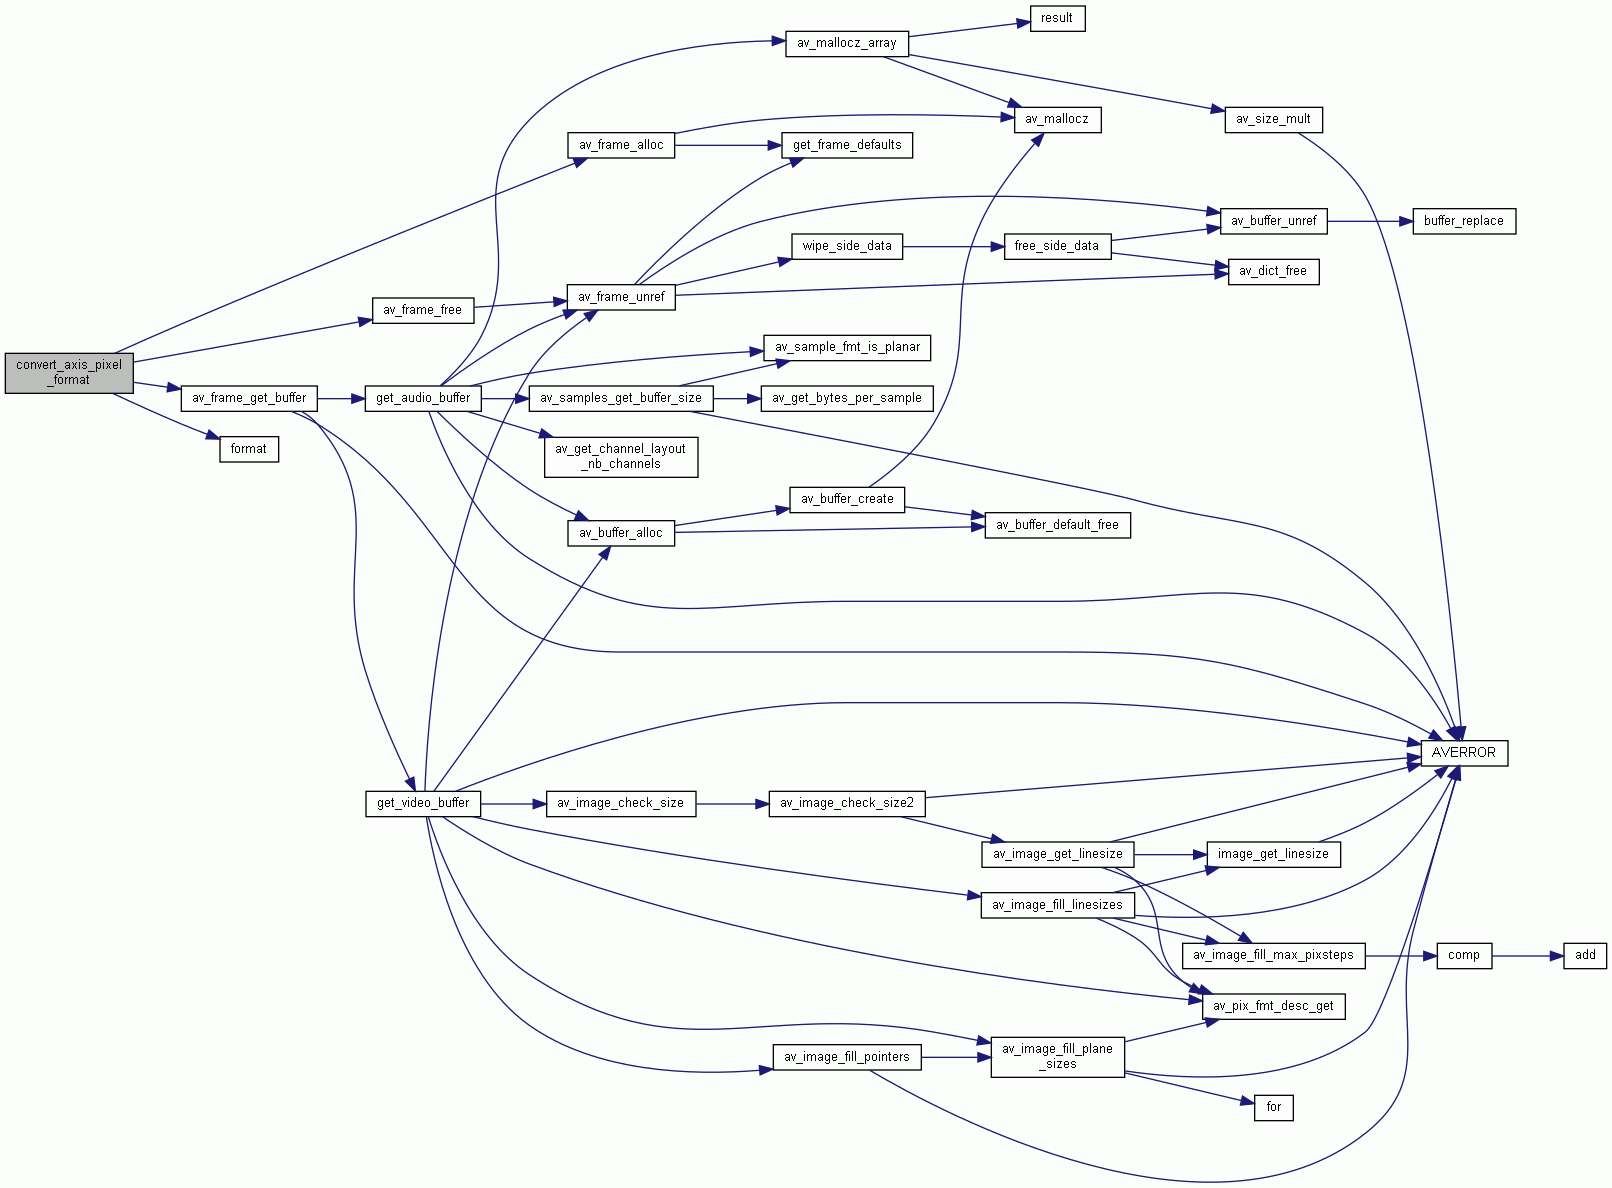 result
av_mallocz_array
av_mallocz
av_size_mult
av_frame_alloc
get_frame_defaults
av_buffer_unref
buffer_replace
wipe_side_data
free_side_data
av_dict_free
av_frame_unref
av_frame_free
av_sample_fmt_is_planar
convert_axis_pixel
_format
av_frame_get_buffer
get_audio_buffer
av_samples_get_buffer_size
av_get_bytes_per_sample
format
av_get_channel_layout
_nb_channels
av_buffer_create
av_buffer_default_free
av_buffer_alloc
AVERROR
get_video_buffer
av_image_check_size
av_image_check_size2
av_image_get_linesize
image_get_linesize
av_image_fill_linesizes
av_image_fill_max_pixsteps
comp
add
av_pix_fmt_desc_get
av_image_fill_pointers
av_image_fill_plane
_sizes
for